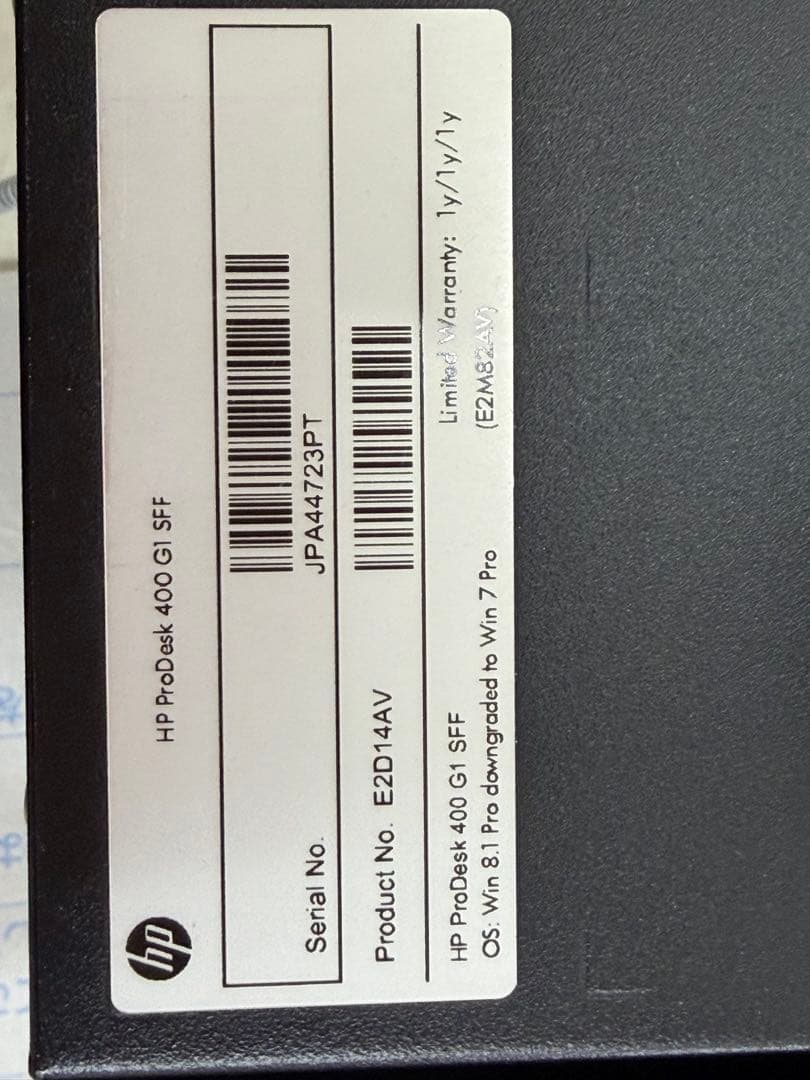 hp
HP ProDesk 400 G1 SFF
Serial No.
JPA44723PT
Product No. E2D14AV
HP ProDesk 400 G1 SFF
Limited Warranty: 1y/1y/1y
OS: Win 8.1 Pro downgraded to Win 7 Pro
(E2M82AV)